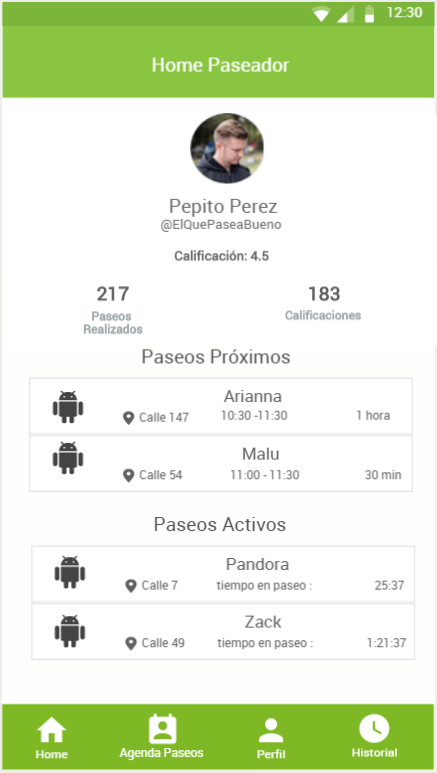 12:30
Home Paseador
Pepito Perez
@ElQuePaseaBueno
Calificación: 4.5
217 183
Paseos Calificaciones
Realizados
Paseos Próximos
Arianna
Calle 147 10:30 -11:30 1 hora
Malu
Calle 54 11:00 - 11:30 30 min
Paseos Activos
Pandora
Calle 7 tiempo en paseo : 25:37
Zack
Calle 49 tiempo en paseo : 1:21:37
Home Agenda Paseos Perfil Historial